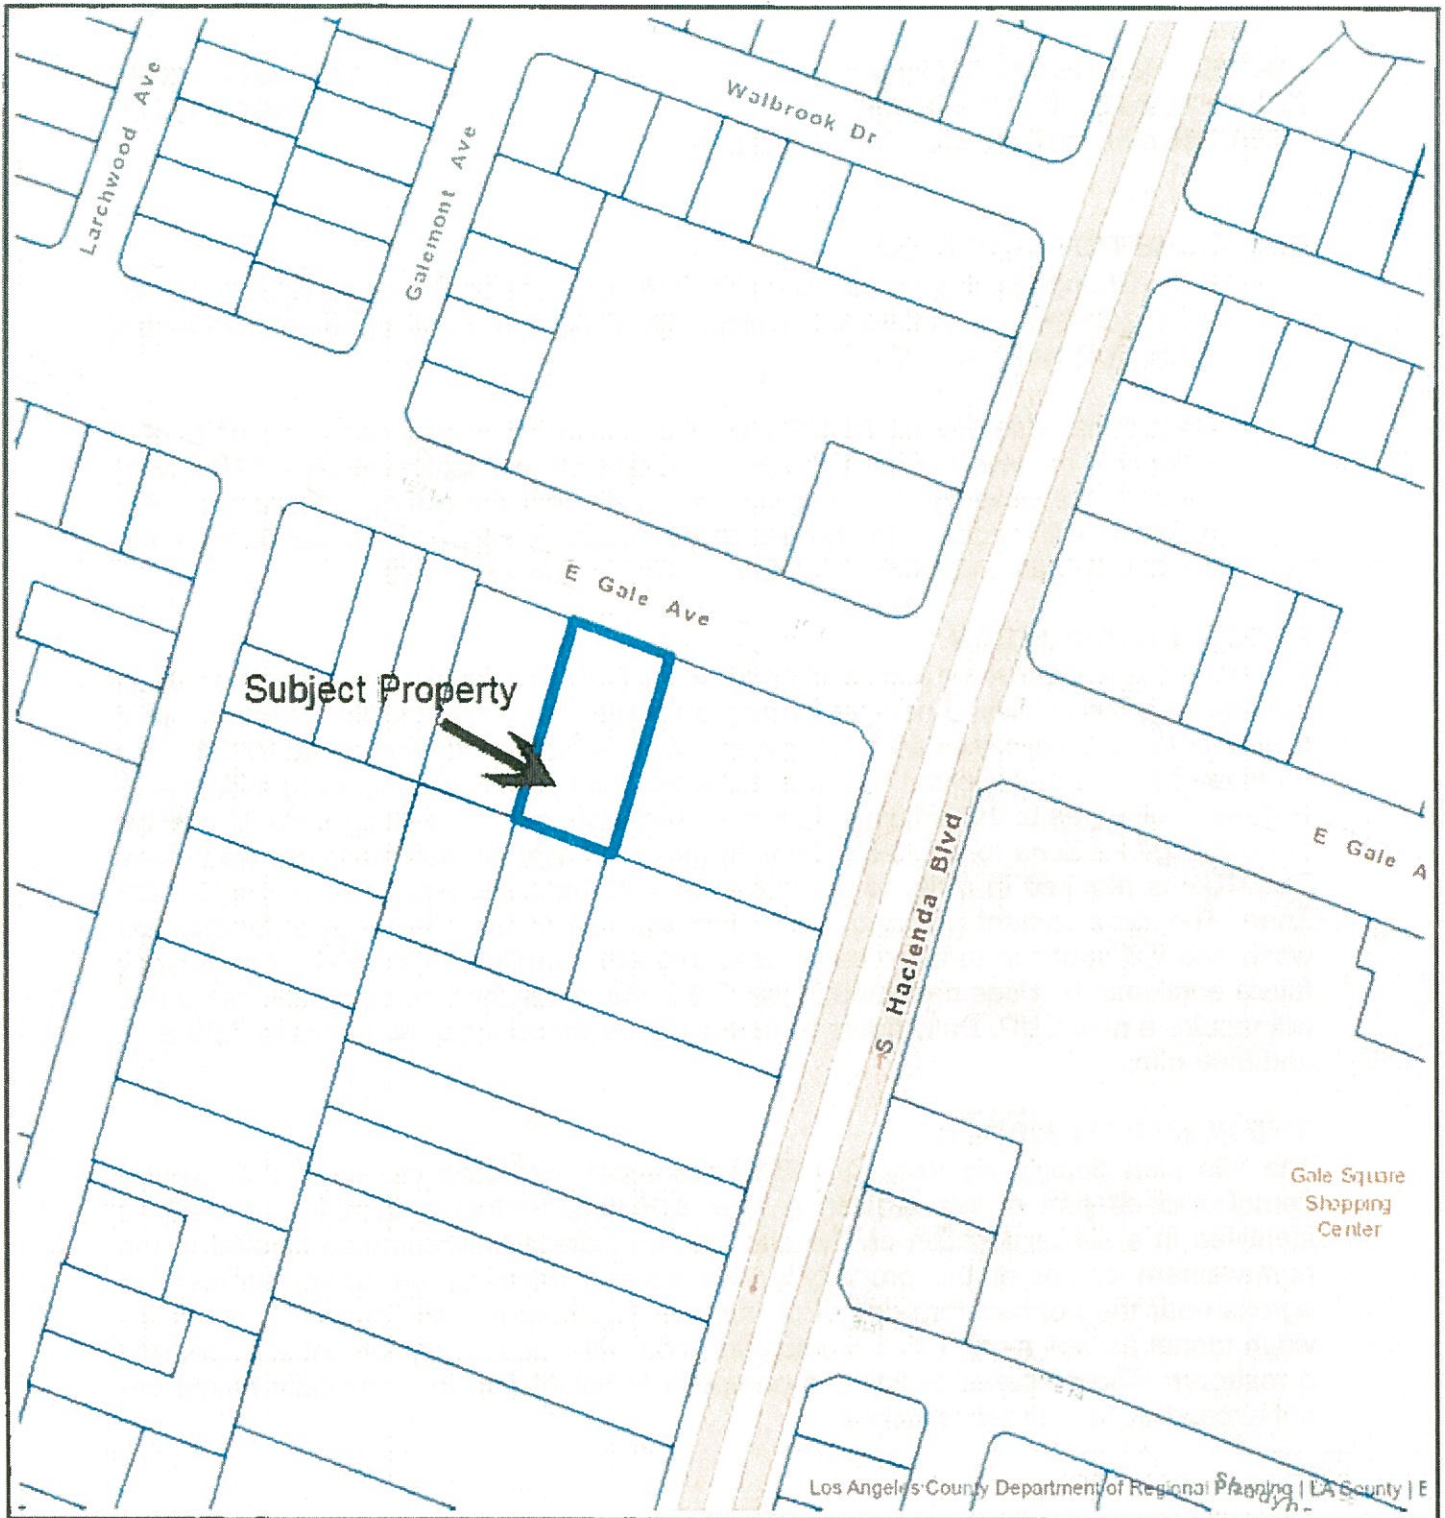 Walbrook Dr
Larchwood Ave
Galemont Ave
E Gale Ave
Subject Property
S Hacienda Blvd
E Gale A
Gale Square
Shopping
Center
Los Angeles County Department of Regional Planning | LA County | E